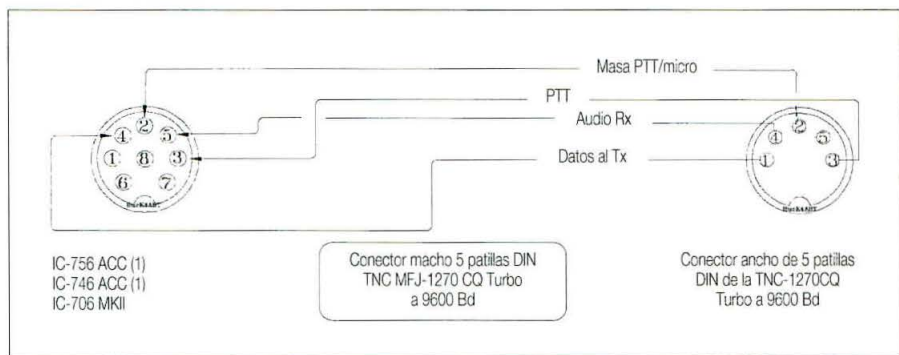 Masa PTT/micro
PTT
Audio Rx
Datos al Tx
2
4 5
1 8 3
6 7
2
4 5
1 3
IC-756 ACC (1)
IC-746 ACC (1)
IC-706 MKII
Conector macho 5 patillas DIN
TNC MFJ-1270 CQ Turbo
a 9600 Bd
Conector ancho de 5 patillas
DIN de la TNC-1270CQ
Turbo a 9600 Bd